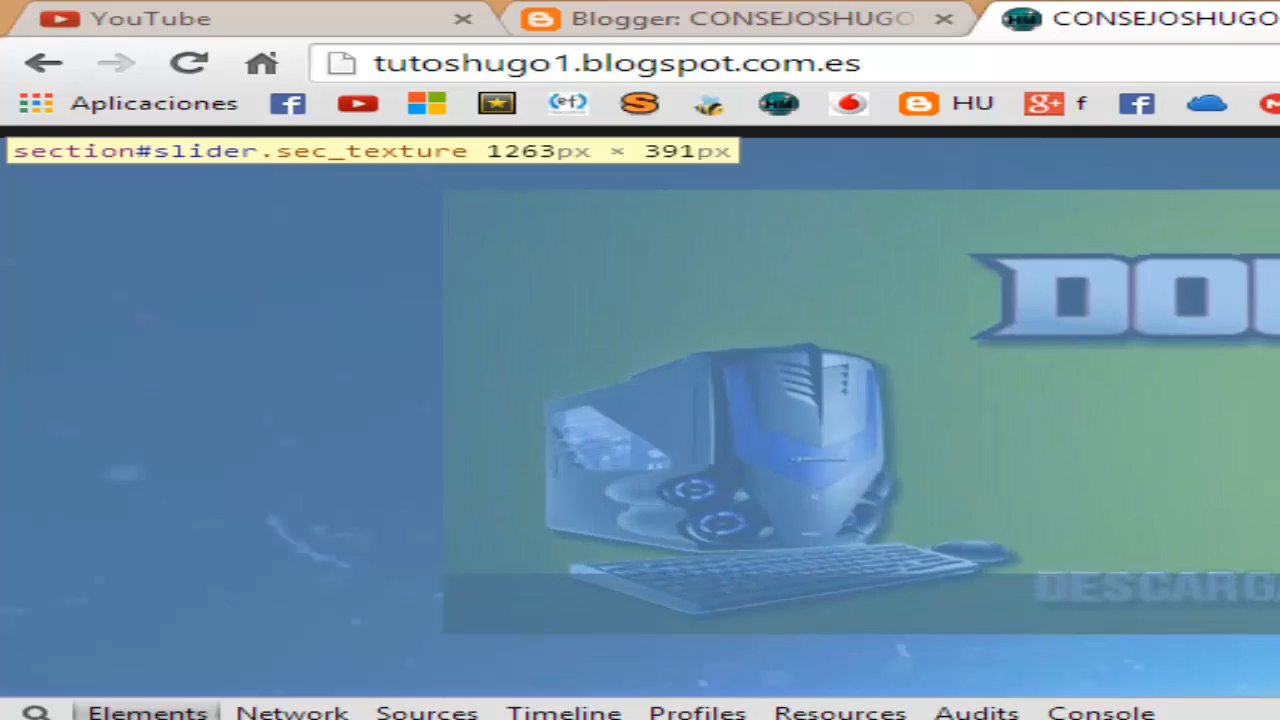 YouTube
Blogger: CONSEJOSHUGO
CONSEJOSHUGO
tutoshugo1.blogspot.com.es
Aplicaciones
HU
f
section#slider.sec_texture 1263px × 391px
DESCARGA
Elements Network Sources Timeline Profiles Resources Audits Console